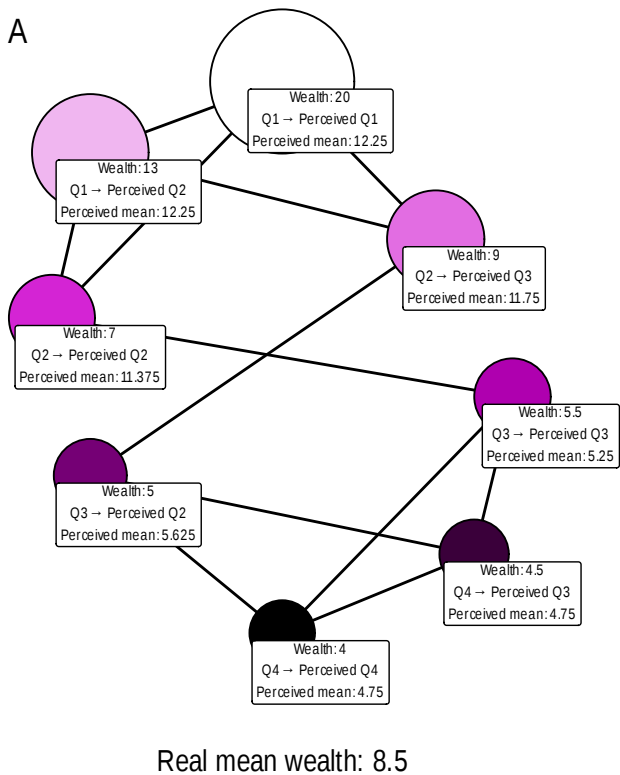 A
Wealth: 20
Q1 → Perceived Q1
Perceived mean: 12.25
Wealth: 13
Q1 → Perceived Q2
Perceived mean: 12.25
Wealth: 9
Q2 → Perceived Q3
Perceived mean: 11.75
Wealth: 7
Q2 → Perceived Q2
Perceived mean: 11.375
Wealth: 5.5
Q3 → Perceived Q3
Perceived mean: 5.25
Wealth: 5
Q3 → Perceived Q2
Perceived mean: 5.625
Wealth: 4.5
Q4 → Perceived Q3
Perceived mean: 4.75
Wealth: 4
Q4 → Perceived Q4
Perceived mean: 4.75
Real mean wealth: 8.5